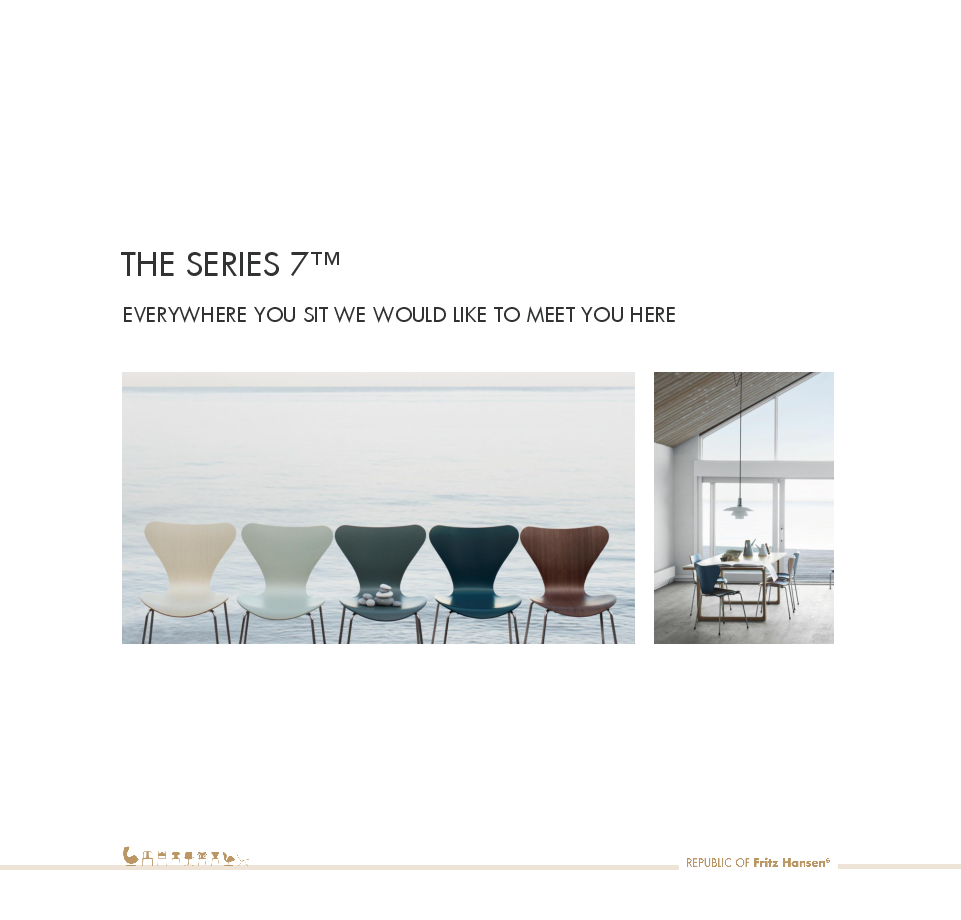 THE SERIES 7™
EVERYWHERE YOU SIT WE WOULD LIKE TO MEET YOU HERE
REPUBLIC OF Fritz Hansen®